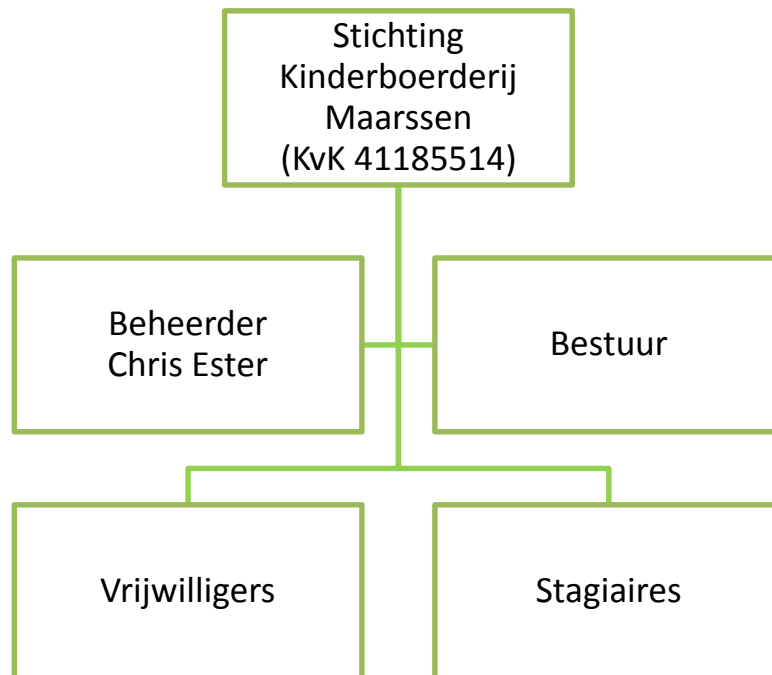 Stichting
Kinderboerderij
Maarssen
(KvK 41185514)
Beheerder
Chris Ester
Bestuur
Vrijwilligers
Stagiaires